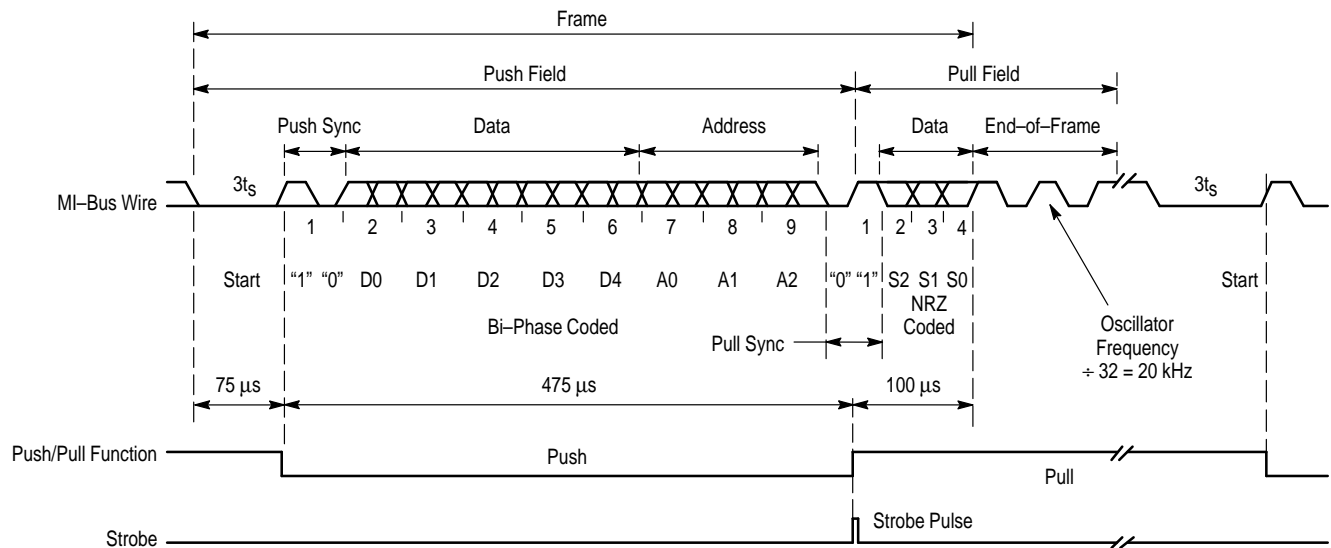 Frame
Push Field
Pull Field
Push Sync
Data
Address
Data
End–of–Frame
MI–Bus Wire
3ts
3ts
1 2 3 4 5 6 7 8 9 1 2 3 4
Start "1" "0" D0 D1 D2 D3 D4 A0 A1 A2 "0" "1" S2 S1 S0 Start
Bi–Phase Coded
NRZ
Coded
Pull Sync
Oscillator
Frequency
÷ 32 = 20 kHz
75 μs
475 μs
100 μs
Push/Pull Function
Push
Pull
Strobe Pulse
Strobe